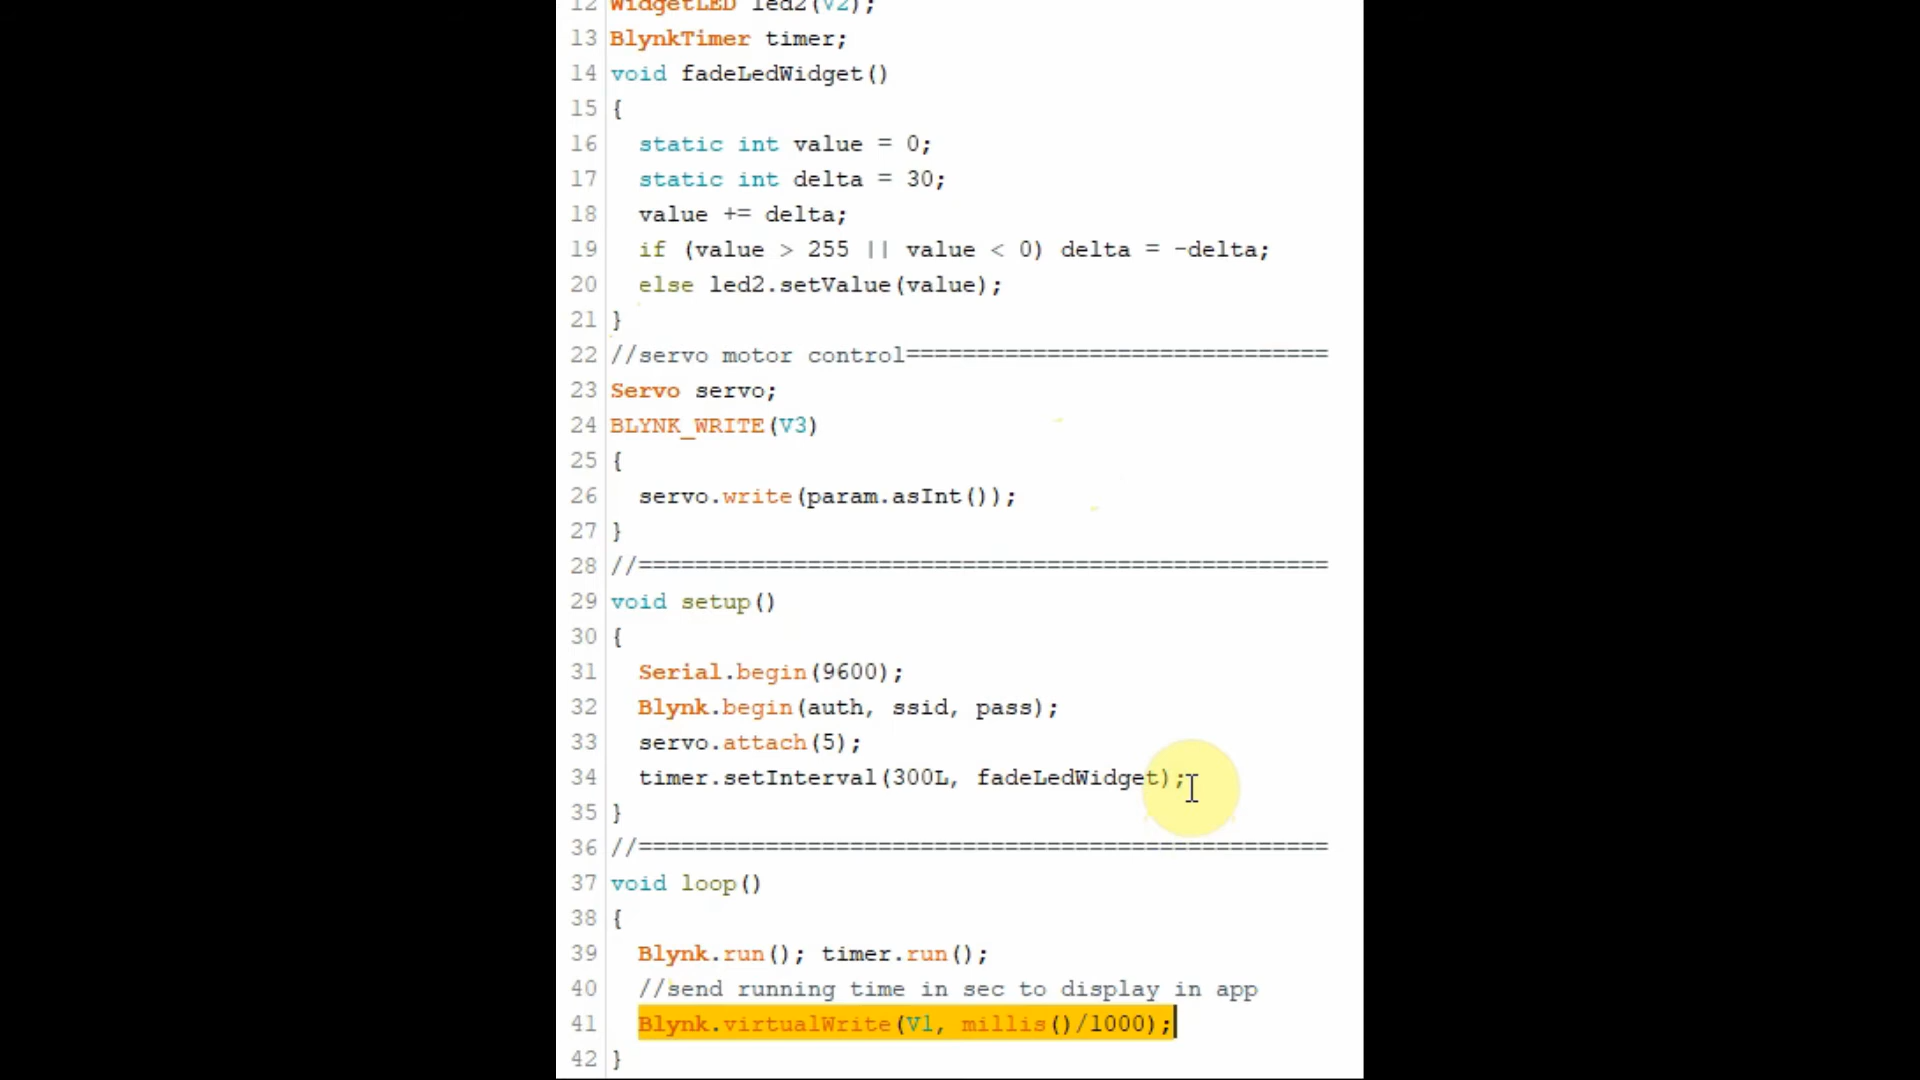 12 WidgetLED led2(V2);
13 BlynkTimer timer;
14 void fadeLedWidget()
15 {
16 static int value = 0;
17 static int delta = 30;
18 value += delta;
19 if (value > 255 || value < 0) delta = -delta;
20 else led2.setValue(value);
21 }
22 //servo motor control==============================
23 Servo servo;
24 BLYNK_WRITE(V3)
25 {
26 servo.write(param.asInt());
27 }
28 //=================================================
29 void setup()
30 {
31 Serial.begin(9600);
32 Blynk.begin(auth, ssid, pass);
33 servo.attach(5);
34 timer.setInterval(300L, fadeLedWidget);
35 }
36 //=================================================
37 void loop()
38 {
39 Blynk.run(); timer.run();
40 //send running time in sec to display in app
41 Blynk.virtualWrite(V1, millis()/1000);
42 }